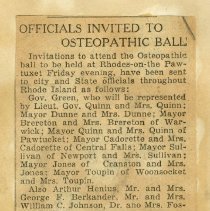 OFFICIALS INVITED TO
OSTEOPATHIC BALL
Invitations to attend the Osteopathic
ball to be held at Rhodes-on-the Paw-
tuxet Friday evening, have been sent
to city and State officials throughout
Rhode Island as follows:
Gov. Green, who will be represented
by Lieut. Gov. Quinn and Mrs. Quinn;
Mayor Dunne and Mrs. Dunne; Mayor
Brereton and Mrs. Brereton of War-
wick; Mayor Quinn and Mrs. Quinn of
Pawtucket; Mayor Cadorette and Mrs.
Cadorette of Central Falls; Mayor Sul-
livan of Newport and Mrs. Sullivan;
Mayor Jones of Cranston and Mrs.
Jones; Mayor Toupin of Woonsocket
and Mrs. Toupin.
Also Arthur Henius, Mr. and Mrs.
George F. Berkander, Mr. and Mrs.
William C. Johnson, Dr. and Mrs. Fos-